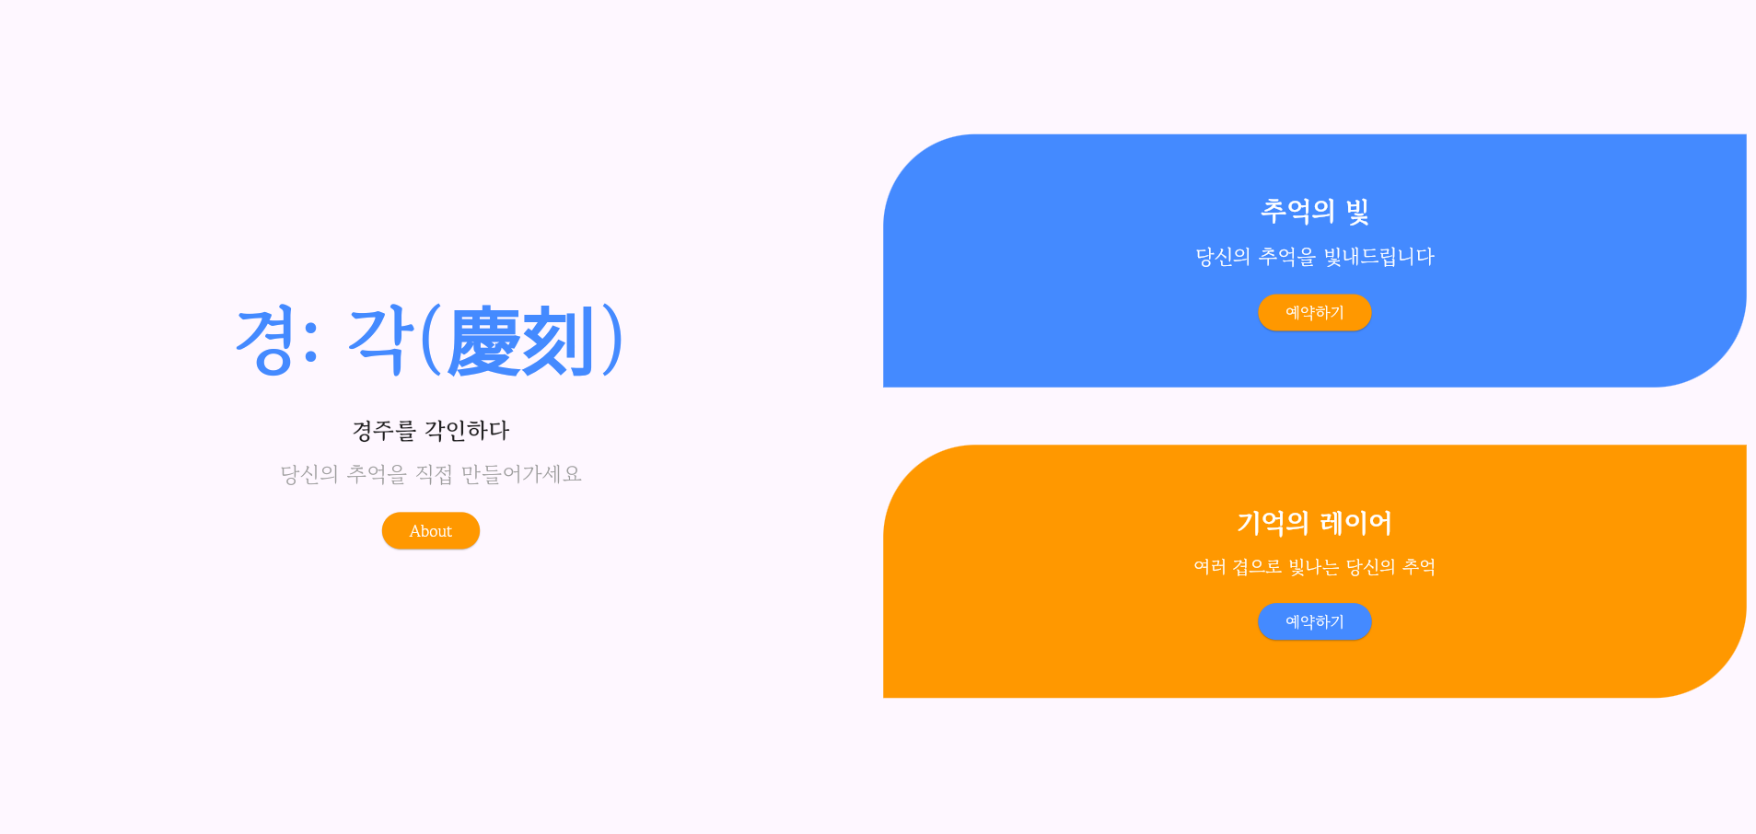 경: 각(慶刻)
경주를 각인하다
당신의 추억을 직접 만들어가세요
About
추억의 빛
당신의 추억을 빛내드립니다
예약하기
기억의 레이어
여러 겹으로 빛나는 당신의 추억
예약하기